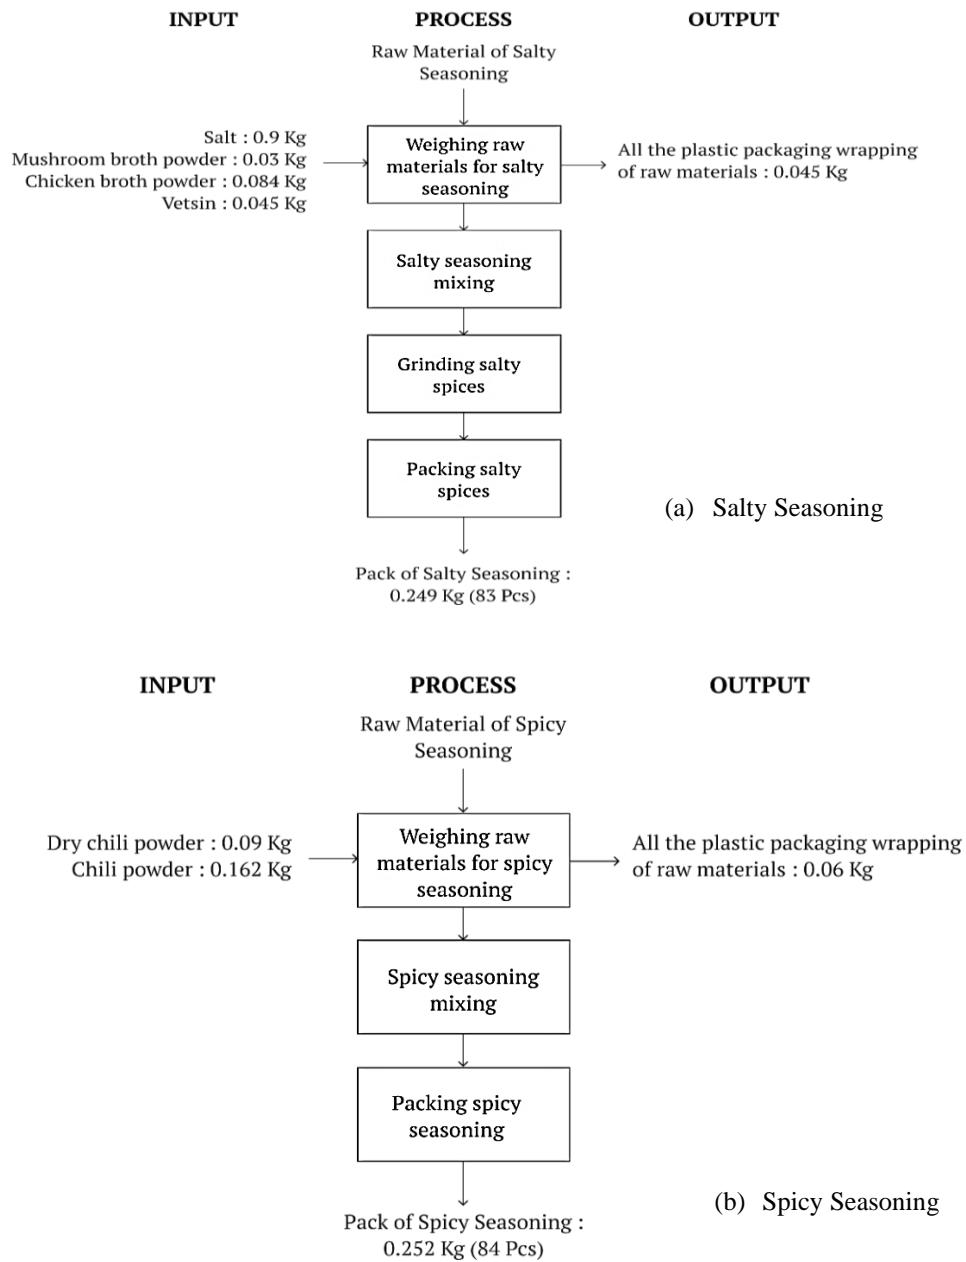 INPUT PROCESS OUTPUT
Raw Material of Salty
Seasoning
Salt : 0.9 Kg
Mushroom broth powder : 0.03 Kg
Chicken broth powder : 0.084 Kg
Vetsin : 0.045 Kg
Weighing raw
materials for salty
seasoning
All the plastic packaging wrapping
of raw materials : 0.045 Kg
Salty seasoning
mixing
Grinding salty
spices
Packing salty
spices
(a) Salty Seasoning
Pack of Salty Seasoning :
0.249 Kg (83 Pcs)
INPUT PROCESS OUTPUT
Raw Material of Spicy
Seasoning
Dry chili powder : 0.09 Kg
Chili powder : 0.162 Kg
Weighing raw
materials for spicy
seasoning
All the plastic packaging wrapping
of raw materials : 0.06 Kg
Spicy seasoning
mixing
Packing spicy
seasoning
(b) Spicy Seasoning
Pack of Spicy Seasoning :
0.252 Kg (84 Pcs)